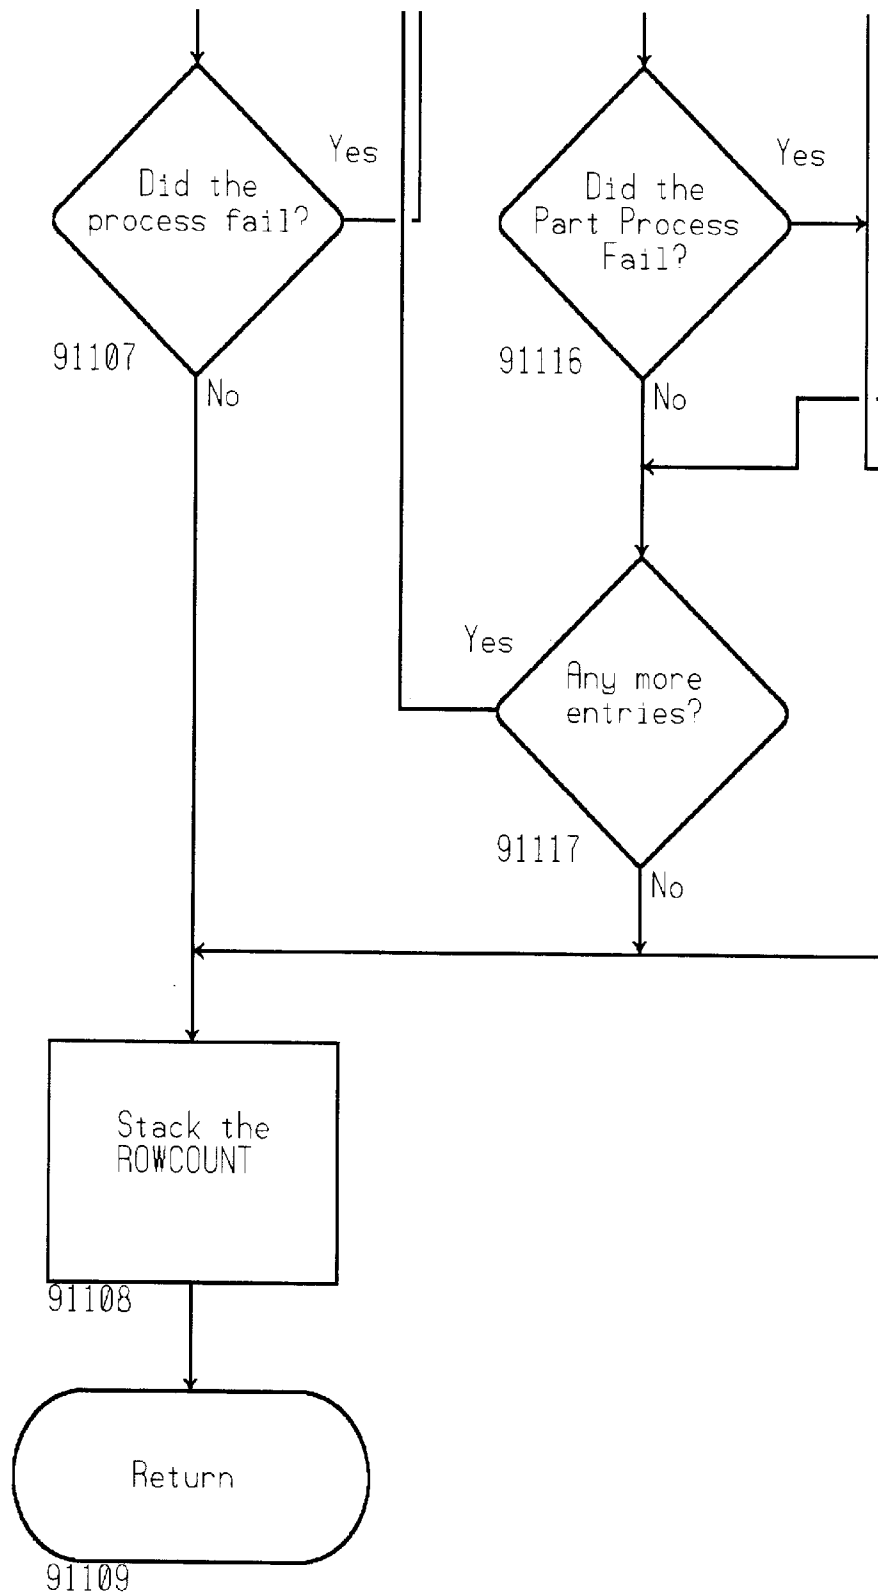 Yes
Did the
process fail?
91107
No
Yes
Did the
Part Process
Fail?
91116
No
Yes
Any more
entries?
91117
No
Stack the
ROWCOUNT
91108
Return
91109